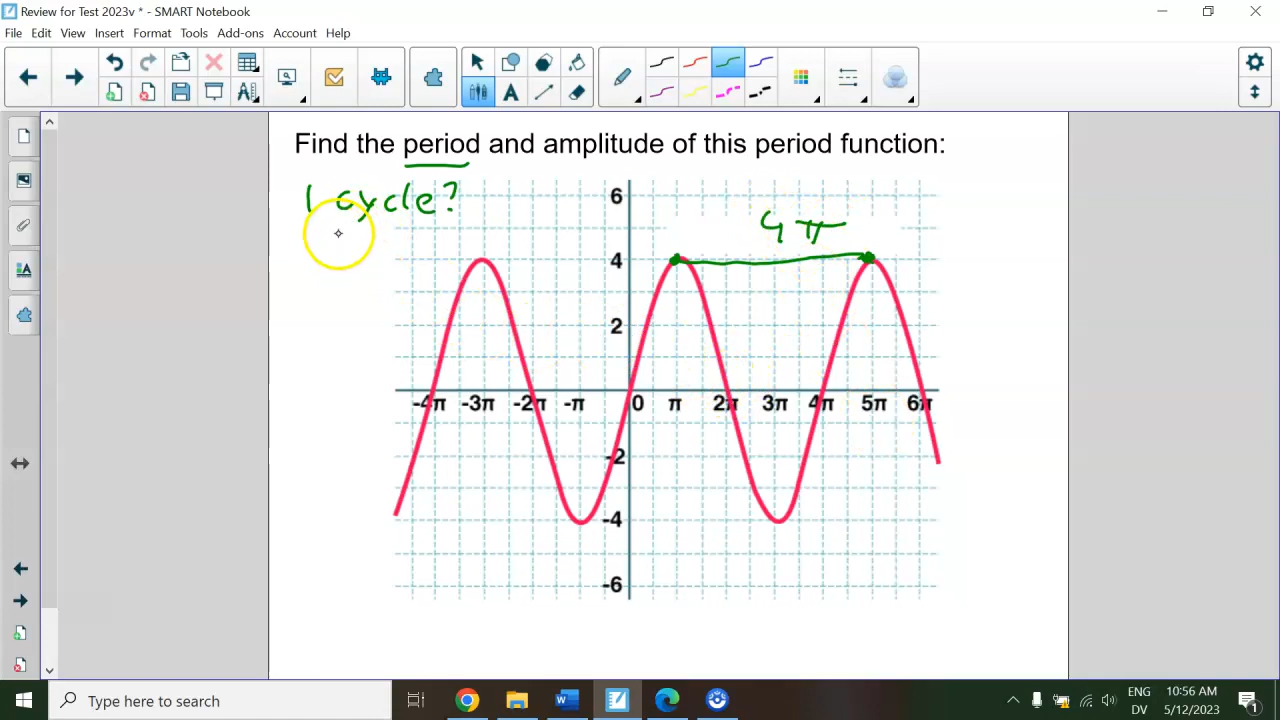 Review for Test 2023v * - SMART Notebook
File Edit View Insert Format Tools Add-ons Account Help
Find the period and amplitude of this period function:
1 cycle?
4π
6
4
2
-4π -3π -2π -π 0 π 2π 3π 4π 5π 6π
-2
-4
-6
Type here to search
ENG
DV
10:56 AM
5/12/2023
1